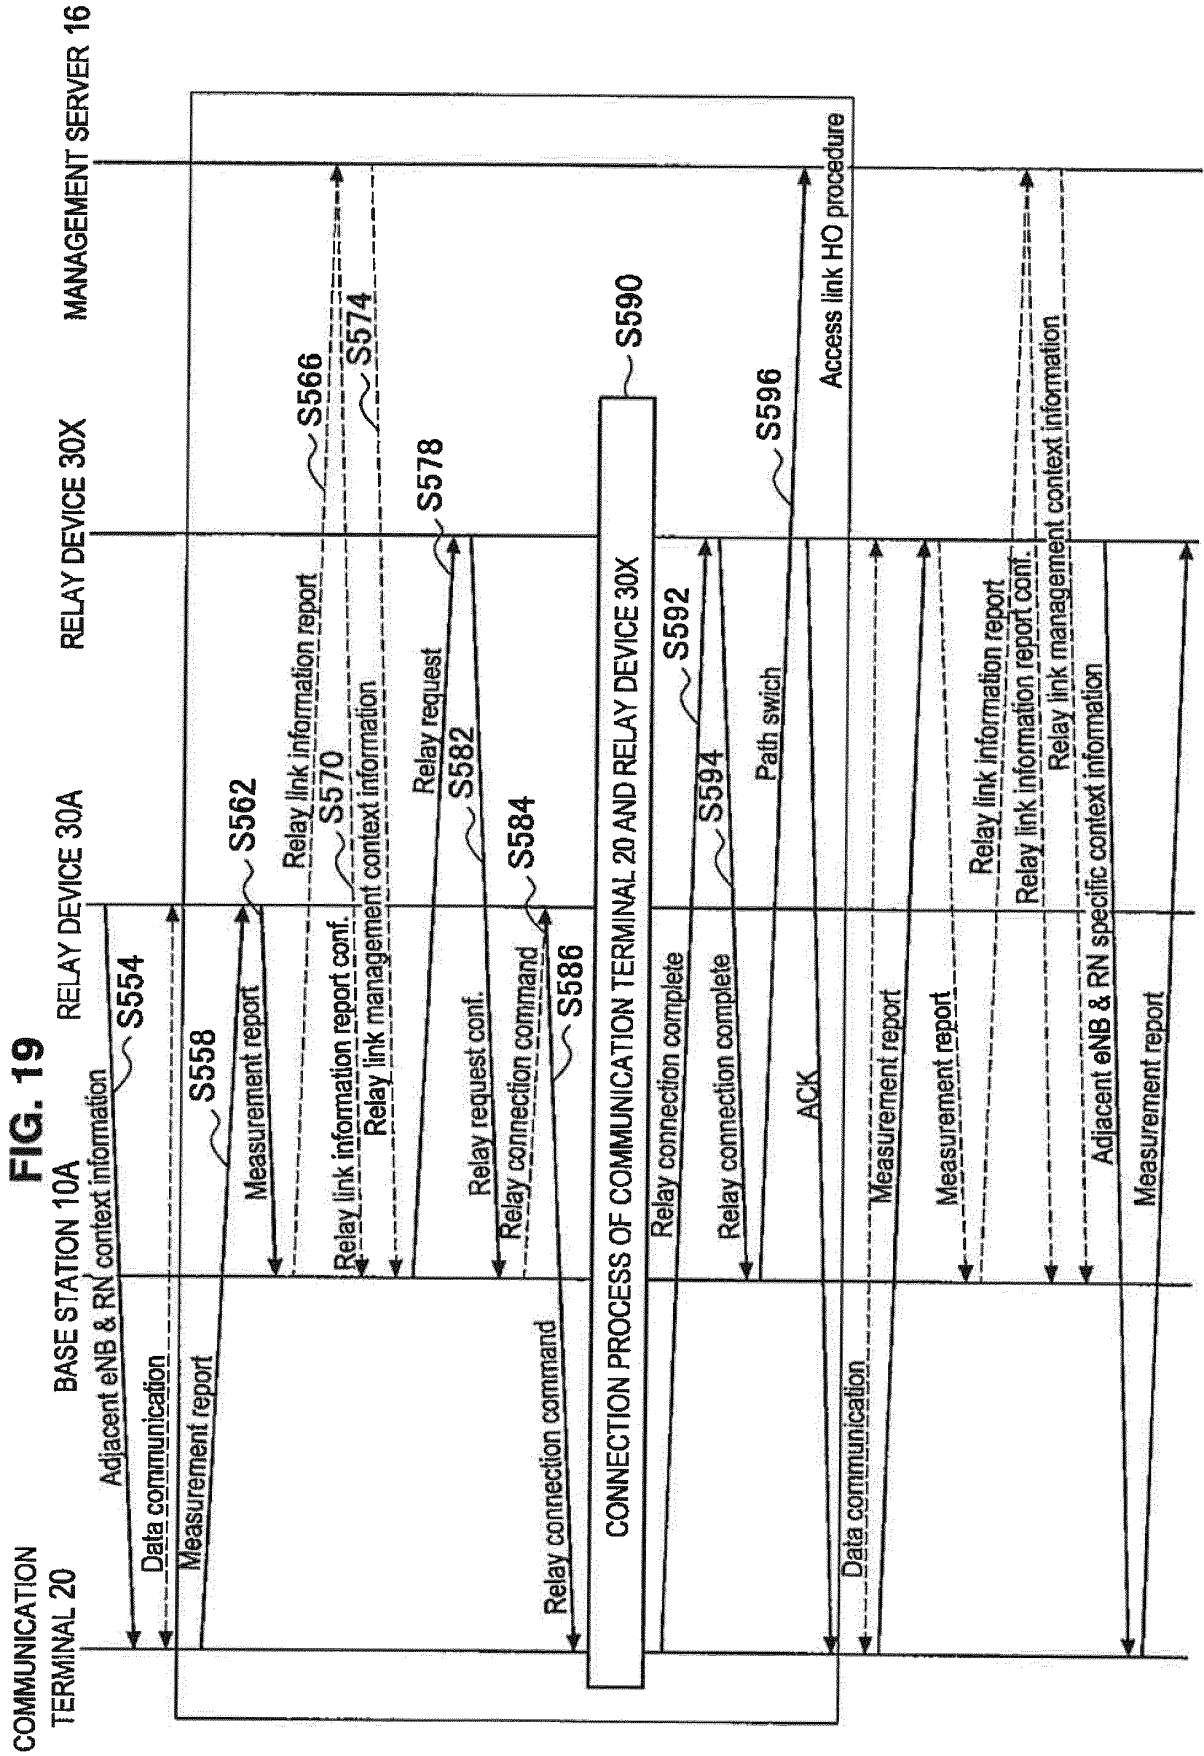 FIG. 19
COMMUNICATION
TERMINAL 20
BASE STATION 10A
RELAY DEVICE 30A
RELAY DEVICE 30X
MANAGEMENT SERVER 16
Adjacent eNB & RN context information
S554
Data communication
Measurement report
S558
Measurement report
S562
Relay link information report
S566
Relay link information report conf.
S570
Relay link management context information
S574
Relay request
S578
Relay request conf.
S582
Relay connection command
S584
Relay connection command
S586
CONNECTION PROCESS OF COMMUNICATION TERMINAL 20 AND RELAY DEVICE 30X
S590
Relay connection complete
S592
Relay connection complete
S594
Path swich
S596
ACK
Access link HO procedure
Data communication
Measurement report
Measurement report
Relay link information report
Relay link information report conf.
Relay link management context information
Adjacent eNB & RN specific context information
Measurement report